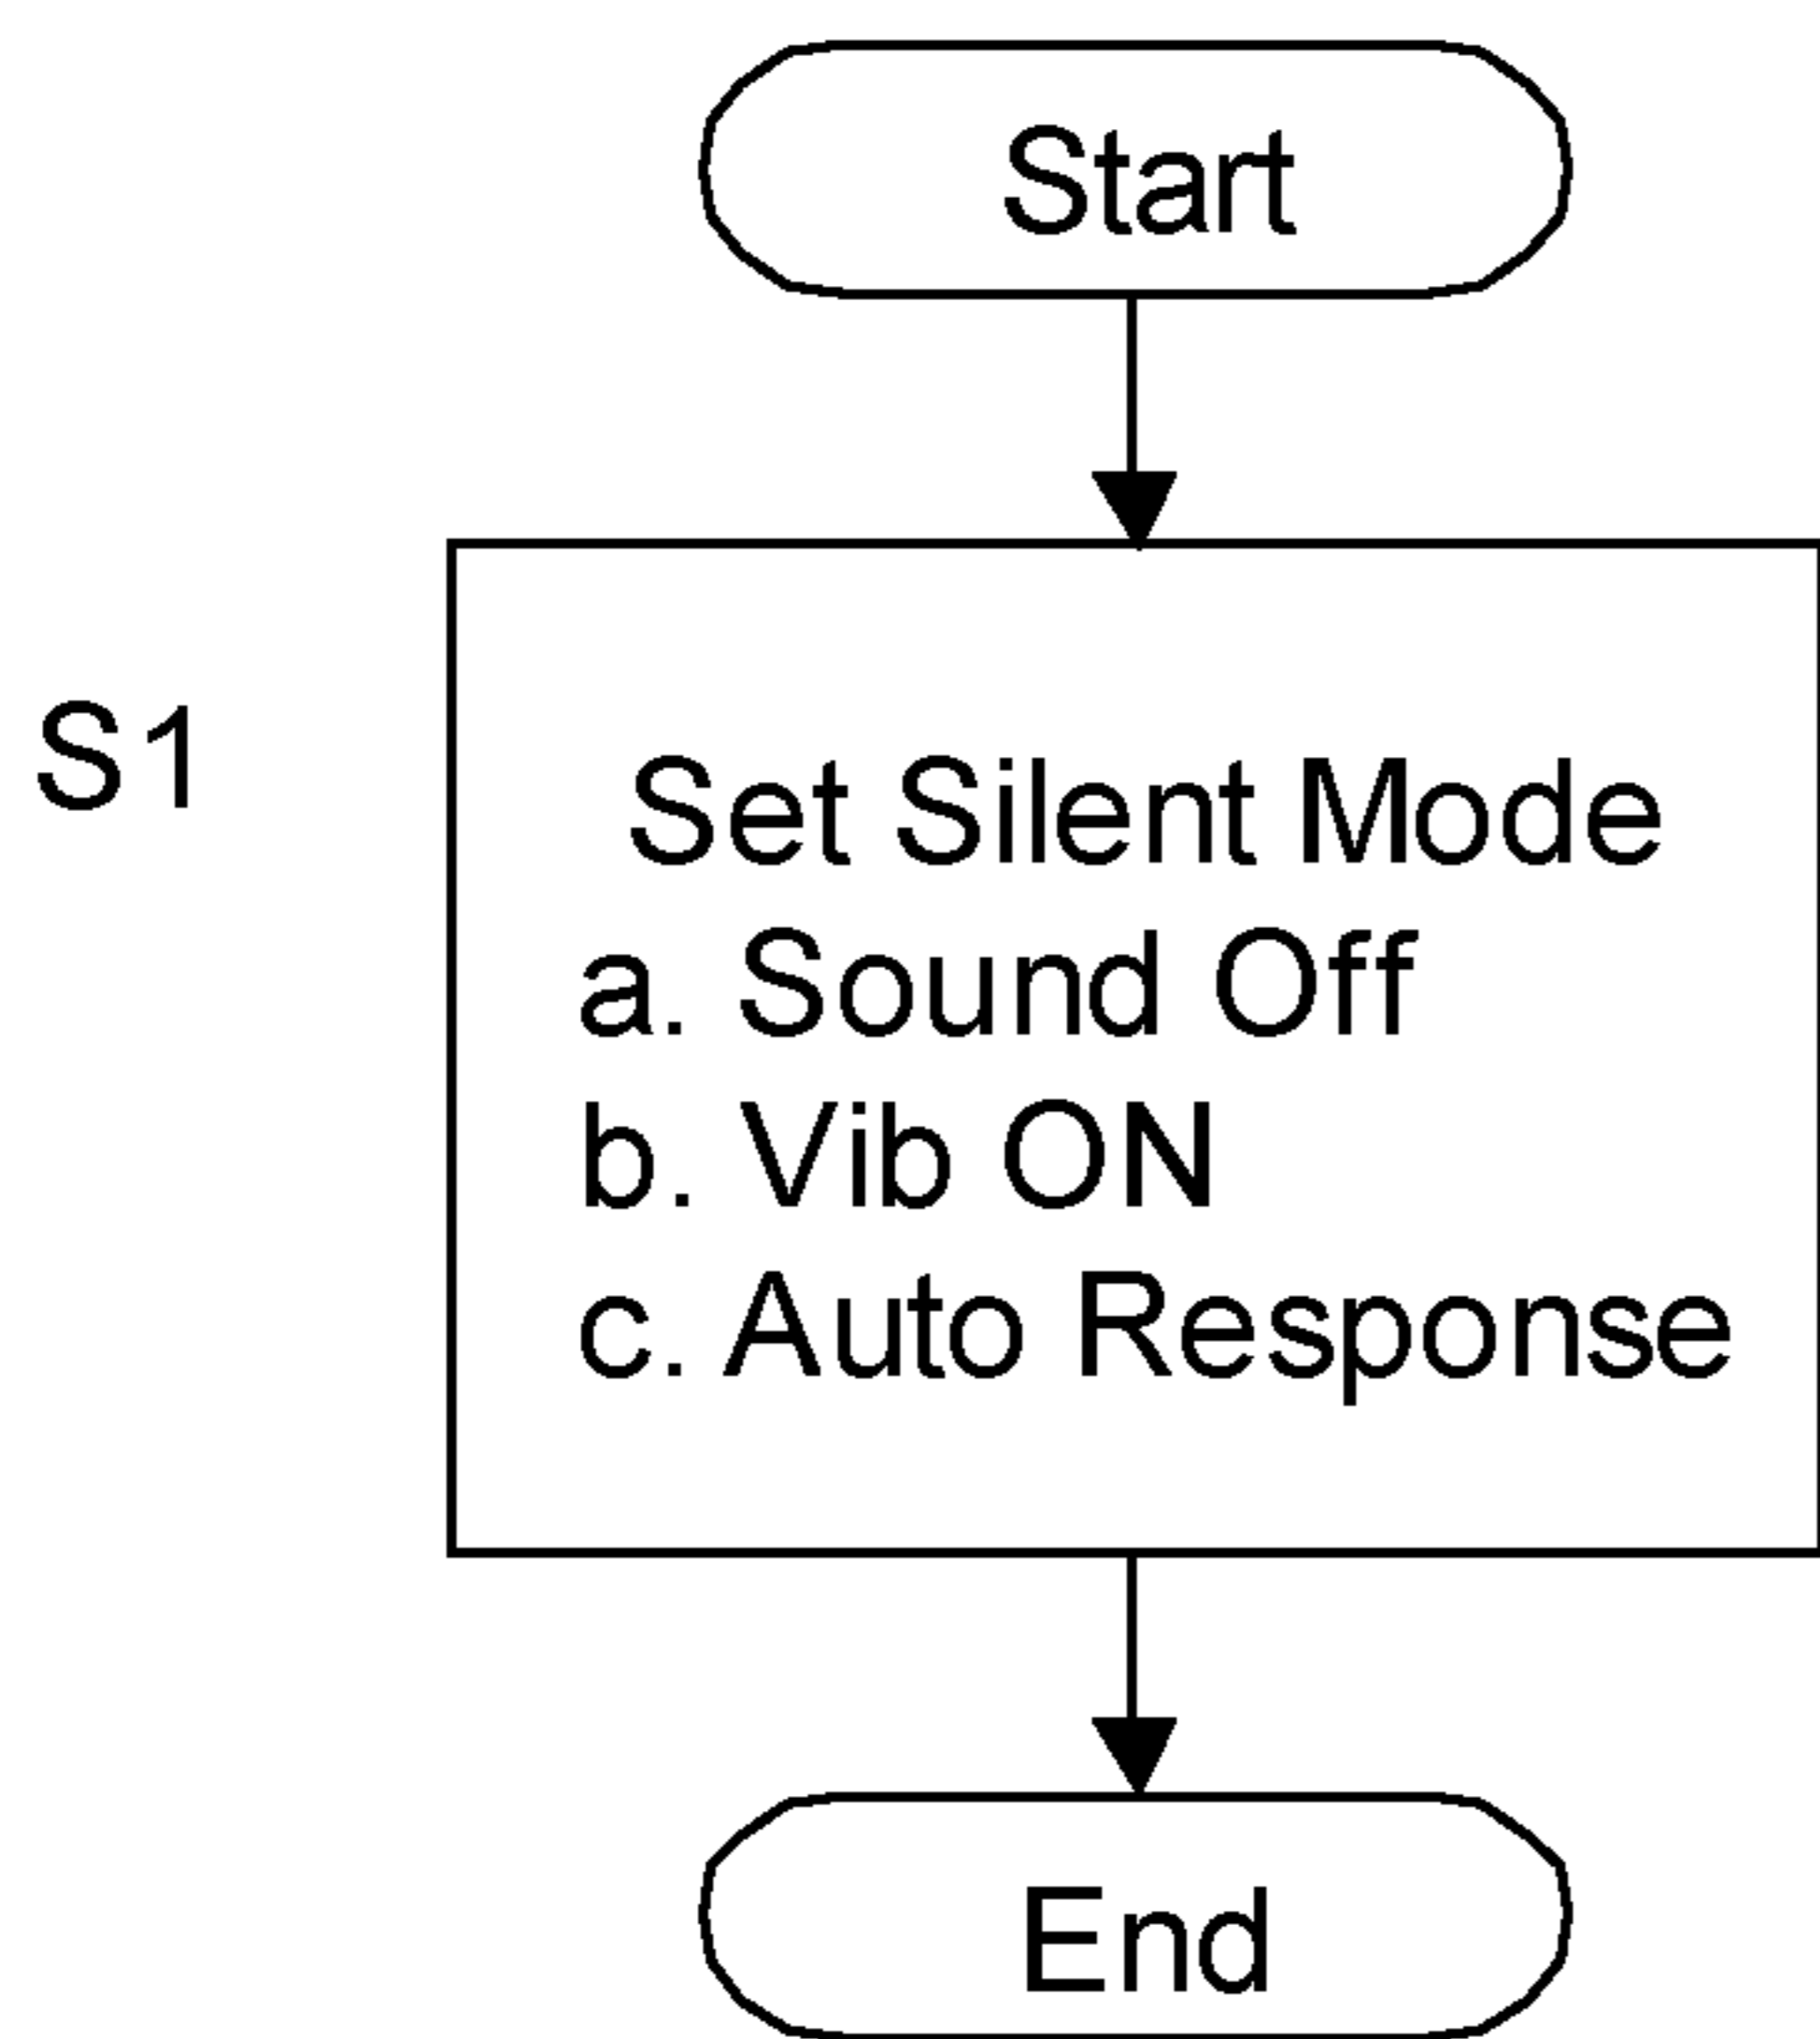 Start
S1
Set Silent Mode
a. Sound Off
b. Vib ON
c. Auto Response
End